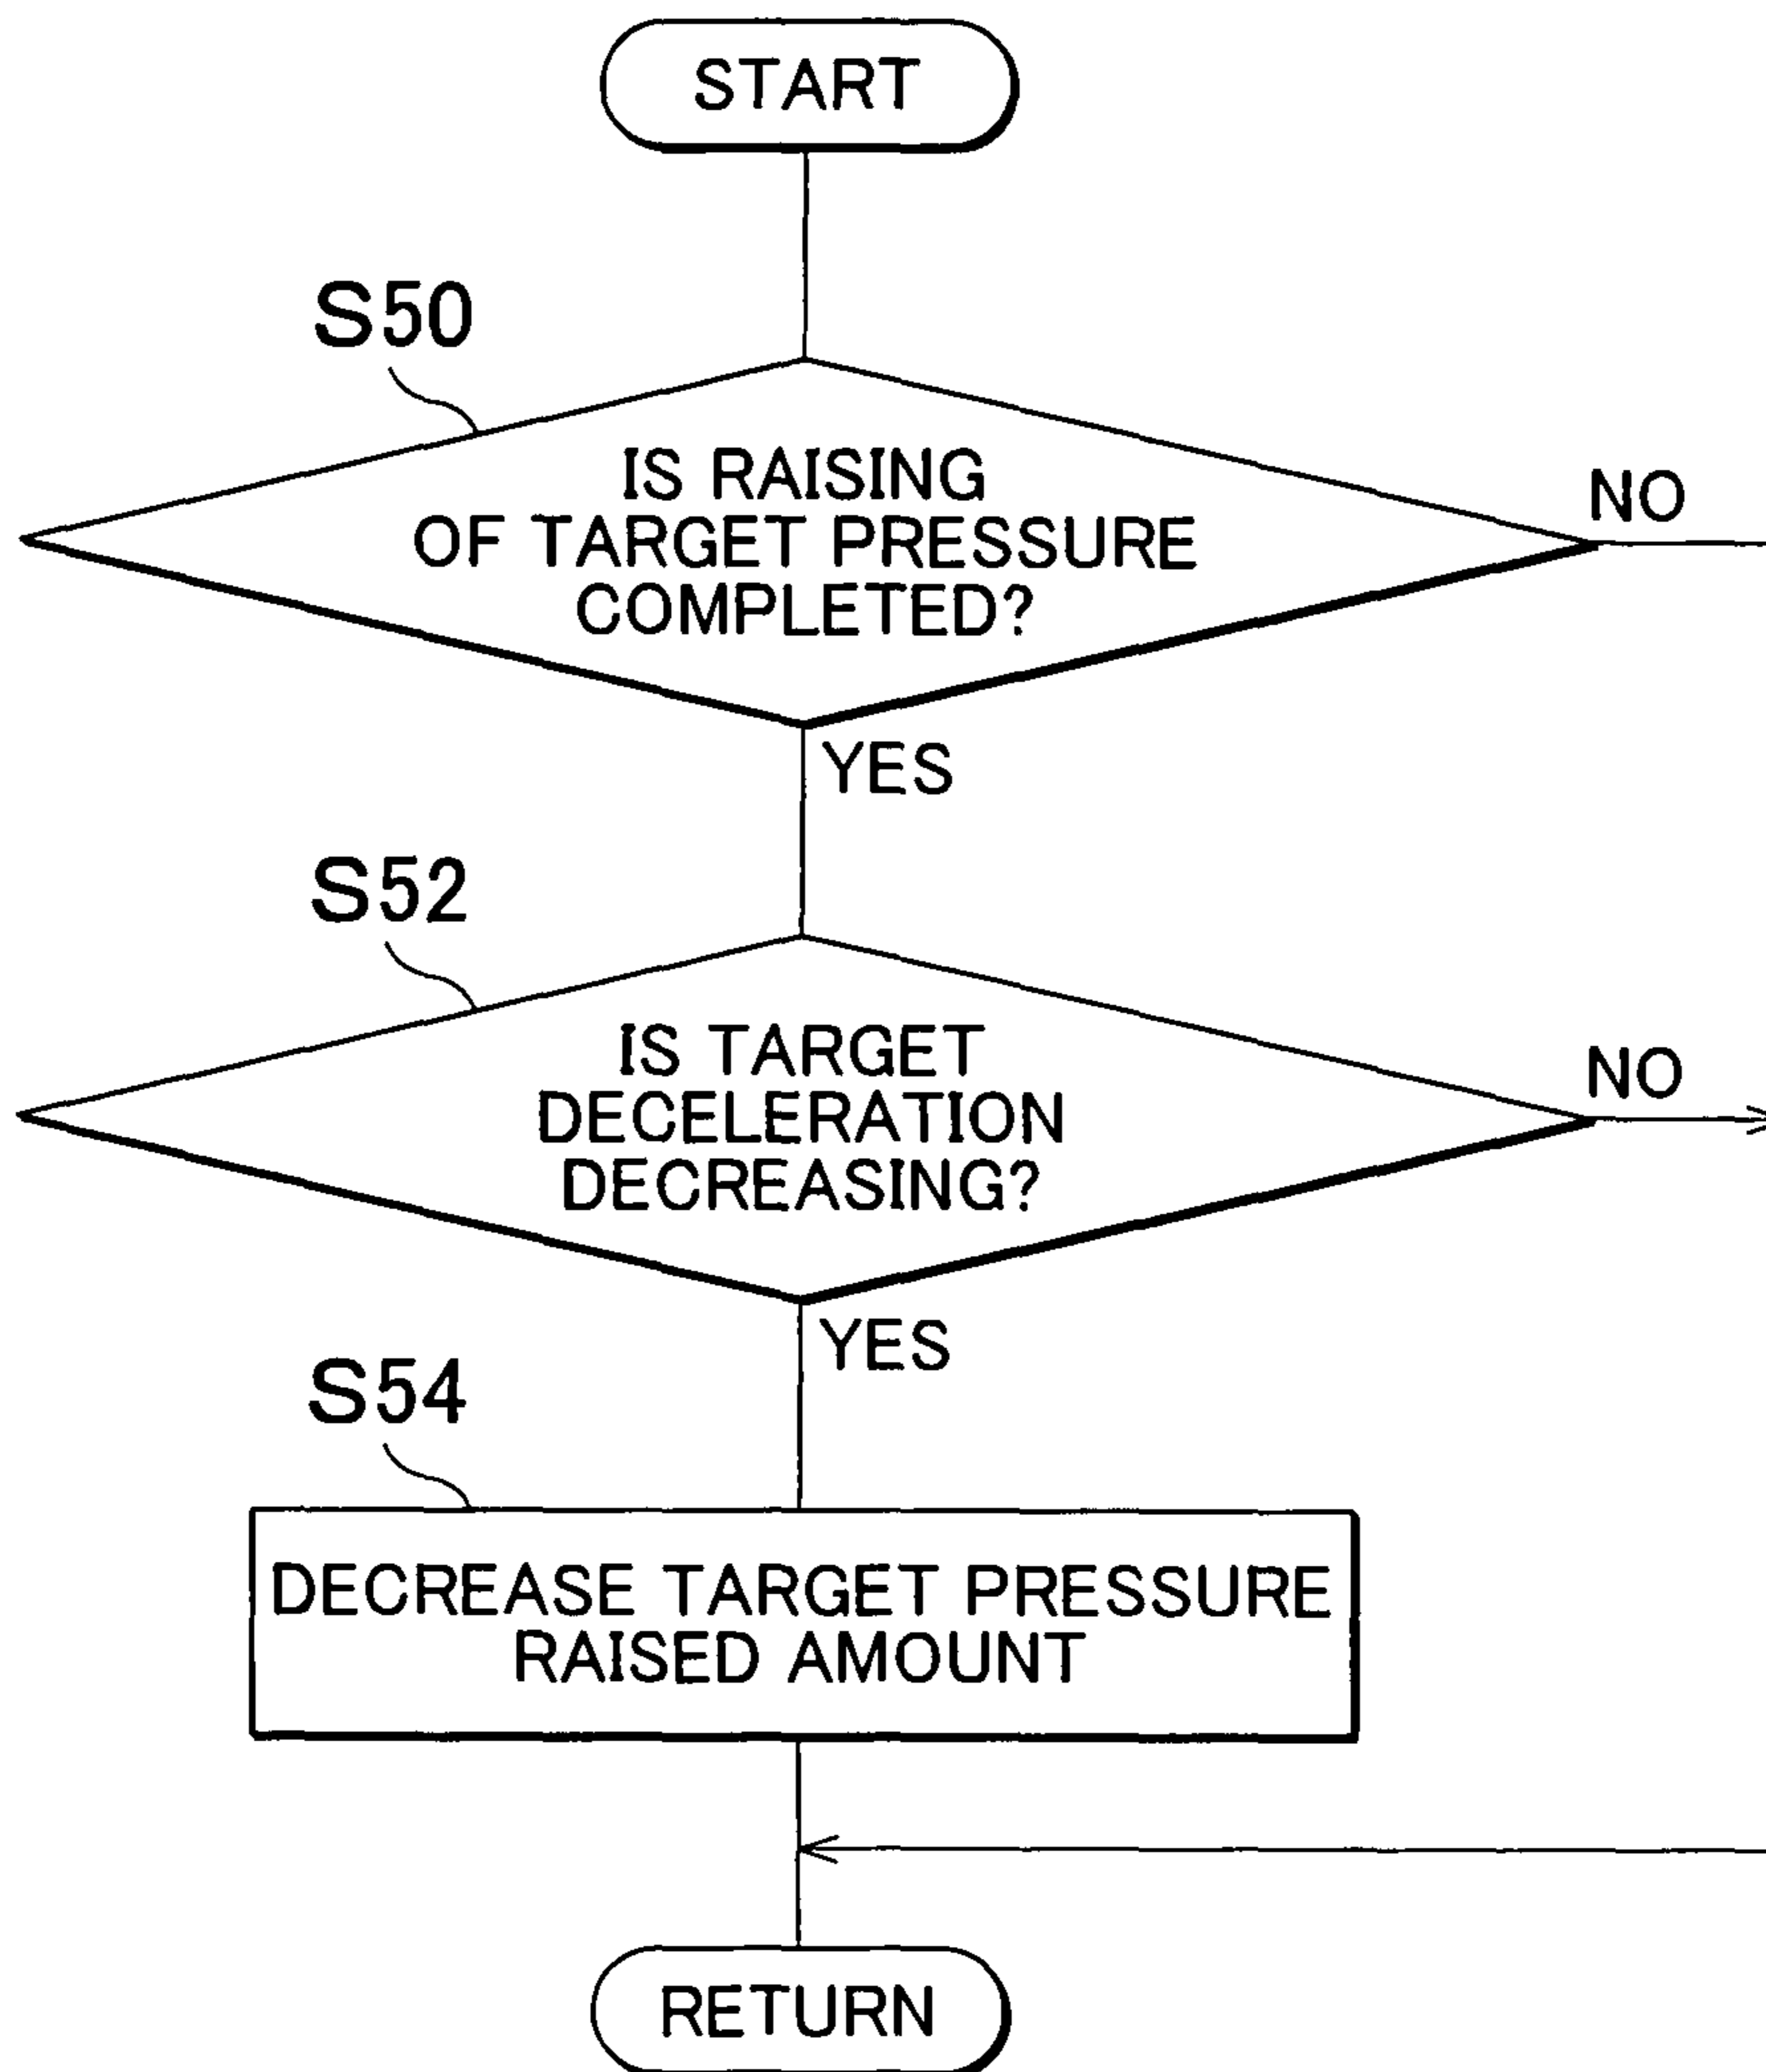 START
S50
IS RAISING
OF TARGET PRESSURE
COMPLETED?
NO
YES
S52
IS TARGET
DECELERATION
DECREASING?
NO
YES
S54
DECREASE TARGET PRESSURE
RAISED AMOUNT
RETURN